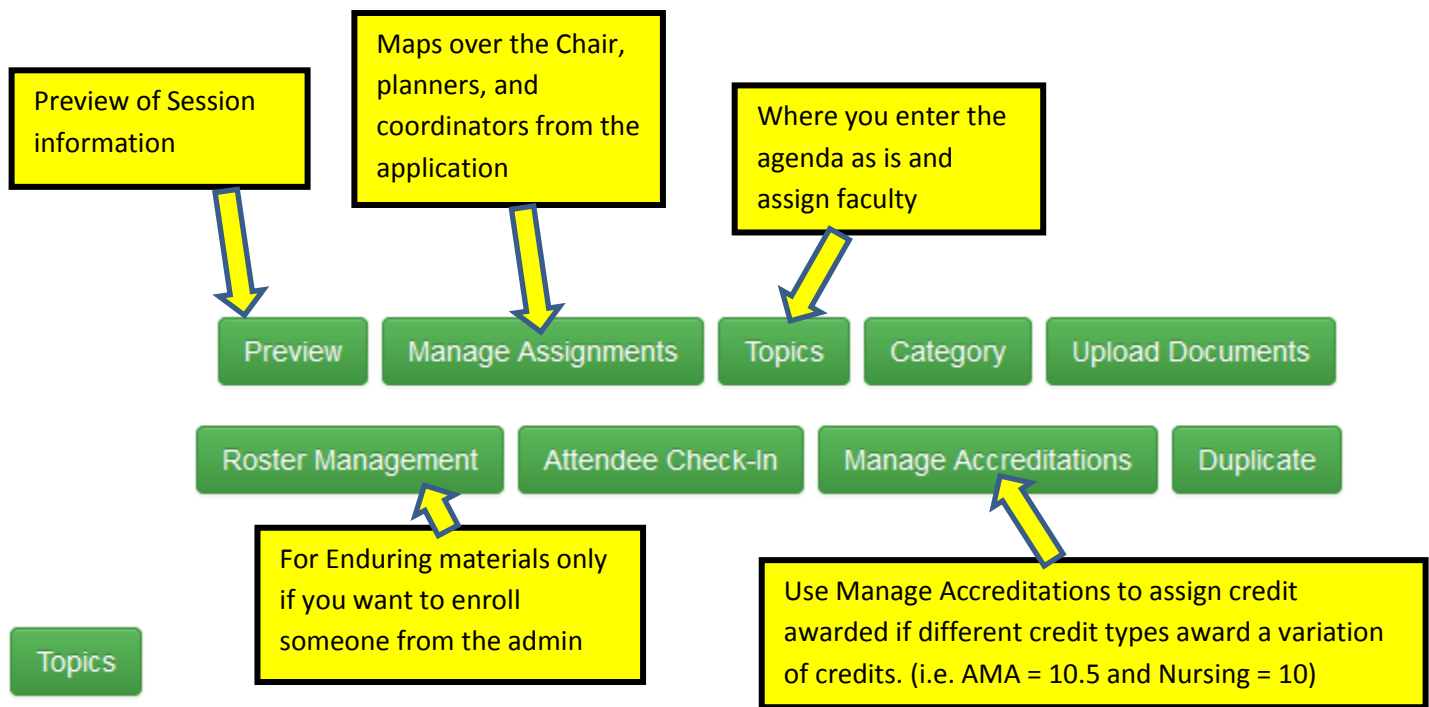 Maps over the Chair,
planners, and
coordinators from the
application
Preview of Session
information
Where you enter the
agenda as is and
assign faculty
Preview
Manage Assignments
Topics
Category
Upload Documents
Roster Management
Attendee Check-In
Manage Accreditations
Duplicate
For Enduring materials only
if you want to enroll
someone from the admin
Use Manage Accreditations to assign credit
awarded if different credit types award a variation
of credits. (i.e. AMA = 10.5 and Nursing = 10)
Topics